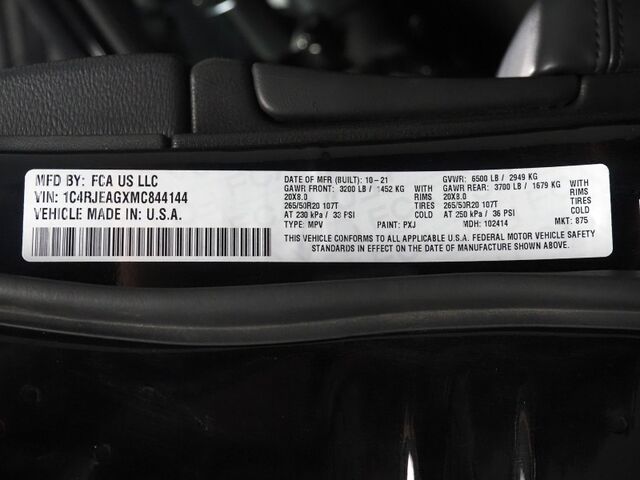 MFD BY: FCA US LLC
VIN: 1C4RJEAGXMC844144
VEHICLE MADE IN: U.S.A.
DATE OF MFR (BUILT): 10-21 GVWR: 6500 LB / 2949 KG
GAWR FRONT: 3200 LB / 1452 KG WITH GAWR REAR: 3700 LB / 1679 KG WITH
20X8.0 RIMS 20X8.0 RIMS
265/50R20 107T TIRES 265/50R20 107T TIRES
AT 230 kPa / 33 PSI COLD AT 250 kPa / 36 PSI COLD
TYPE: MPV PAINT: PXJ MDH: 102414 MKT: 875
THIS VEHICLE CONFORMS TO ALL APPLICABLE U.S.A. FEDERAL MOTOR VEHICLE SAFETY
STANDARDS IN EFFECT ON THE DATE OF MANUFACTURE SHOWN ABOVE